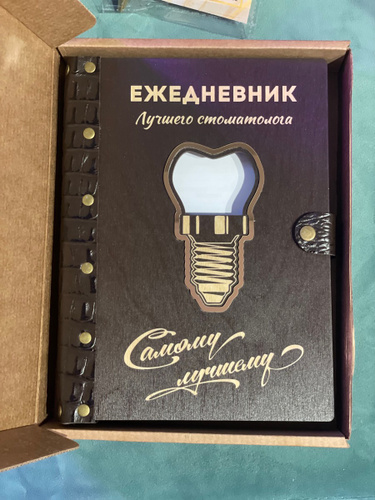 ЕЖЕДНЕВНИК
Лучшего стоматолога
Самому
лучшему